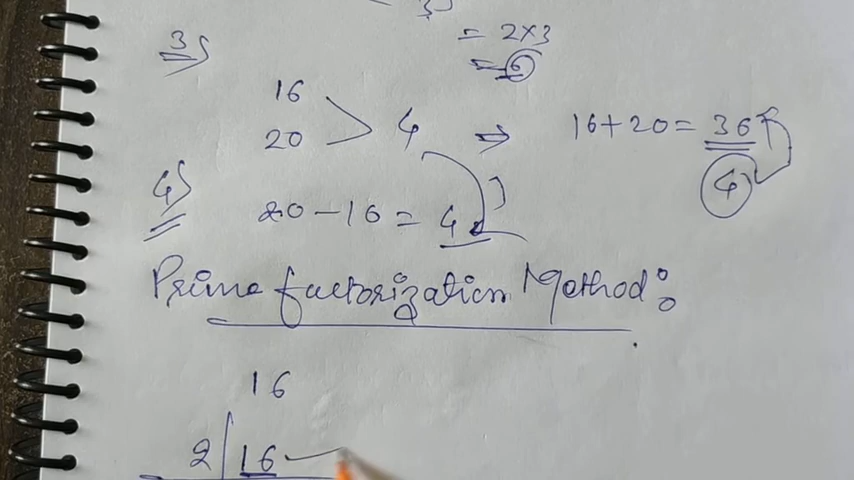 = 2×3
3)
= 6
16
20 > 4 ⇒ 16+20 = 36
4
4)
20 - 16 = 4
Prime factorization Method:
16
2 | 16